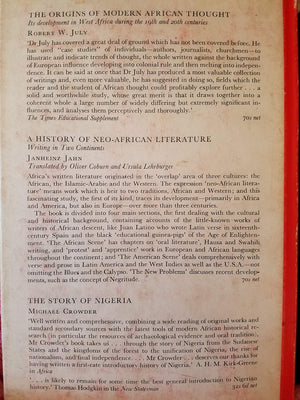 THE ORIGINS OF MODERN AFRICAN THOUGHT
Its development in West Africa during the 19th and 20th centuries
ROBERT W. JULY
'Dr July has covered a great deal of ground which has not been covered before. He
has used "case studies" of individuals—authors, journalists, churchmen—to
illustrate and indicate trends of thought, the whole written against the background
of European influence developing into colonial rule and then melting into independ-
ence. It can be said at once that Dr July has produced a most valuable collection
of writings and, even more valuable, he has suggested in doing so, fields which the
reader and the student of African thought could profitably explore further. . . a
solid and worthwhile study, whose great merit is that it draws together into a
coherent whole a large number of widely differing but extremely significant in-
fluences, and analyses them perceptively and thoroughly.'
The Times Educational Supplement
70s net
A HISTORY OF NEO-AFRICAN LITERATURE
Writing in Two Continents
JANHEINZ JAHN
Translated by Oliver Coburn and Ursula Lehrburger
Africa's written literature originated in the 'overlap' area of three cultures: the
African, the Islamic-Arabic and the Western. The expression 'neo-African litera-
ture' means work which is heir to two traditions, African and Western; and this
fascinating study, the first of its kind, traces its development—primarily in Africa
and America, but also in Europe—over more than three centuries.
The book is divided into four main sections, the first dealing with the cultural
and historical background, containing accounts of the little-known works of
writers of African descent, like Juan Latino who wrote Latin verse in sixteenth-
century Spain and the black 'educational guinea-pigs' of the Age of Enlighten-
ment. 'The African Scene' has chapters on 'oral literature', Hausa and Swahili
writing, and 'protest' and 'apprentice' work in European and African languages
throughout the continent; and 'The American Scene' deals comprehensively with
verse and prose in Latin America and the West Indies as well as the U.S.A.—not
omitting the Blues and the Calypso. 'The New Problems' discusses recent develop-
ments, such as the concept of Negritude.
70s net
THE STORY OF NIGERIA
MICHAEL CROWDER
'Well written and comprehensive, combining a wide reading of original works and
standard secondary sources with the latest tools of modern African historical re-
search (in particular the resources of archaeological evidence and oral tradition).
Mr Crowder's book takes us . . . through the story of Nigeria from the Sudanese
States and the kingdoms of the forest to the unification of Nigeria, the rise of
nationalism, and final independence. . . Mr Crowder . . . deserves our thanks for
having written a first-rate introductory history of Nigeria.' A. H. M. Kirk-Greene
in Africa
'. . . is likely to remain for some time the best general introduction to Nigerian
history.' Thomas Hodgkin in the New Statesman